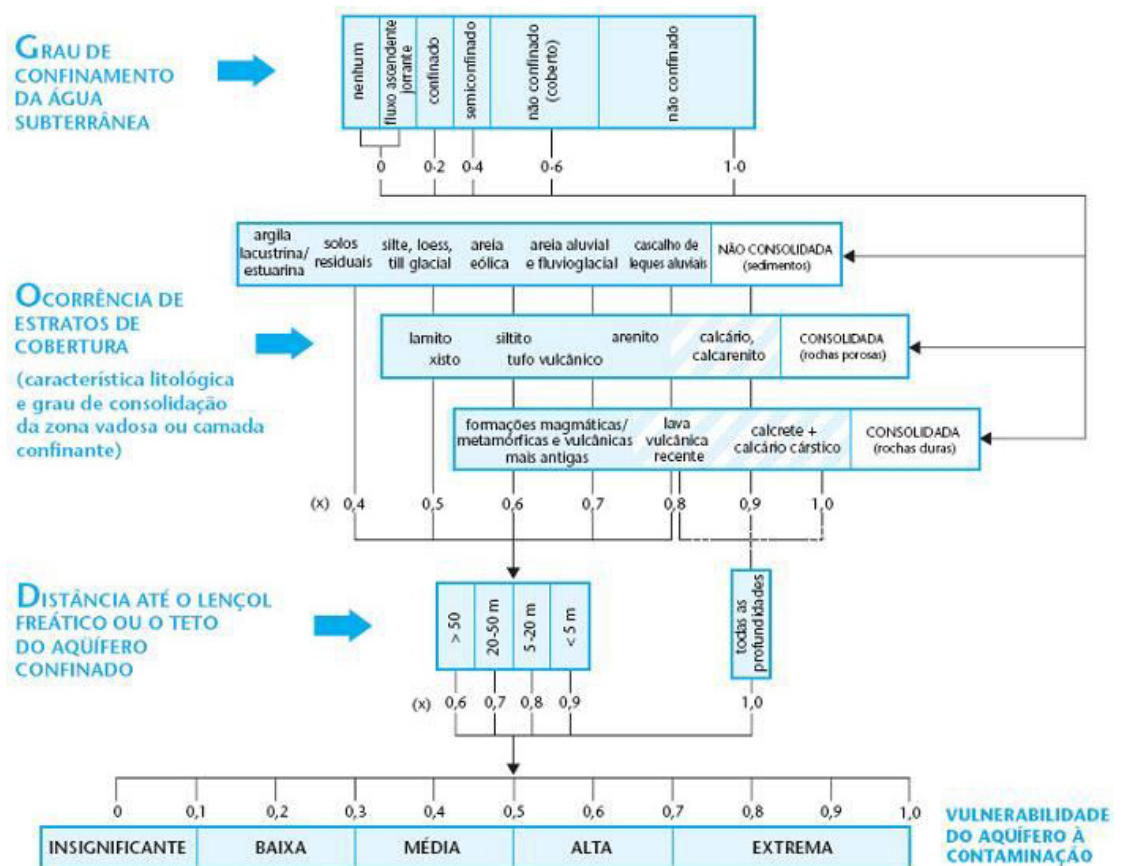 GRAU DE
CONFINAMENTO
DA ÁGUA
SUBTERRÂNEA
nenhum
fluxo ascendente
jorrante
confinado
semiconfinado
não confinado
(coberto)
não confinado
0
0·2
0·4
0·6
1·0
OCORRÊNCIA DE
ESTRATOS DE
COBERTURA
(característica litológica
e grau de consolidação
da zona vadosa ou camada
confinante)
argila
lacustrina/
estuarina
solos
residuais
silte, loess,
till glacial
areia
eólica
areia aluvial
e fluvioglacial
cascalho de
leques aluviais
NÃO CONSOLIDADA
(sedimentos)
lamito
xisto
siltito
tufo vulcânico
arenito
calcário,
calcarenito
CONSOLIDADA
(rochas porosas)
formações magmáticas/
metamórficas e vulcânicas
mais antigas
lava
vulcânica
recente
calcrete +
calcário cárstico
CONSOLIDADA
(rochas duras)
(x) 0,4 0,5 0,6 0,7 0,8 0,9 1,0
DISTÂNCIA ATÉ O LENÇOL
FREÁTICO OU O TETO
DO AQÜÍFERO
CONFINADO
> 50
20-50 m
5-20 m
< 5 m
todas as
profundidades
(x) 0,6 0,7 0,8 0,9 1,0
0 0,1 0,2 0,3 0,4 0,5 0,6 0,7 0,8 0,9 1,0
INSIGNIFICANTE BAIXA MÉDIA ALTA EXTREMA
VULNERABILIDADE
DO AQÜÍFERO À
CONTAMINAÇÃO